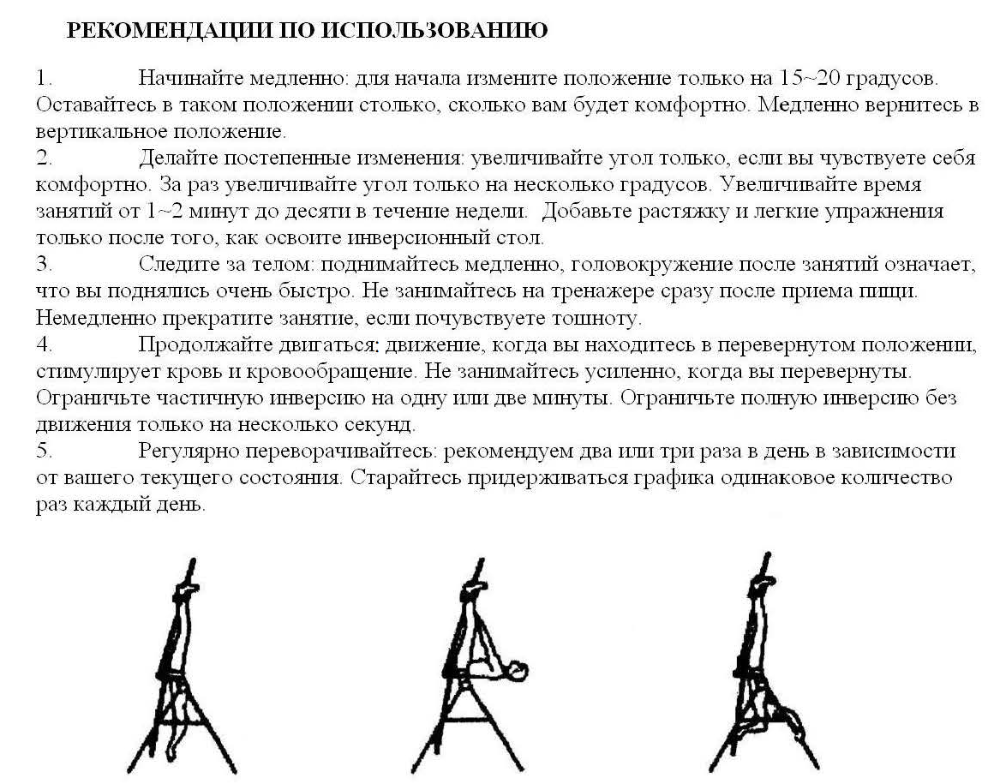 РЕКОМЕНДАЦИИ ПО ИСПОЛЬЗОВАНИЮ
1. Начинайте медленно: для начала измените положение только на 15~20 градусов.
Оставайтесь в таком положении столько, сколько вам будет комфортно. Медленно вернитесь в
вертикальное положение.
2. Делайте постепенные изменения: увеличивайте угол только, если вы чувствуете себя
комфортно. За раз увеличивайте угол только на несколько градусов. Увеличивайте время
занятий от 1~2 минут до десяти в течение недели. Добавьте растяжку и легкие упражнения
только после того, как освоите инверсионный стол.
3. Следите за телом: поднимайтесь медленно, головокружение после занятий означает,
что вы поднялись очень быстро. Не занимайтесь на тренажере сразу после приема пищи.
Немедленно прекратите занятие, если почувствуете тошноту.
4. Продолжайте двигаться: движение, когда вы находитесь в перевернутом положении,
стимулирует кровь и кровообращение. Не занимайтесь усиленно, когда вы перевернуты.
Ограничьте частичную инверсию на одну или две минуты. Ограничьте полную инверсию без
движения только на несколько секунд.
5. Регулярно переворачивайтесь: рекомендуем два или три раза в день в зависимости
от вашего текущего состояния. Старайтесь придерживаться графика одинаковое количество
раз каждый день.